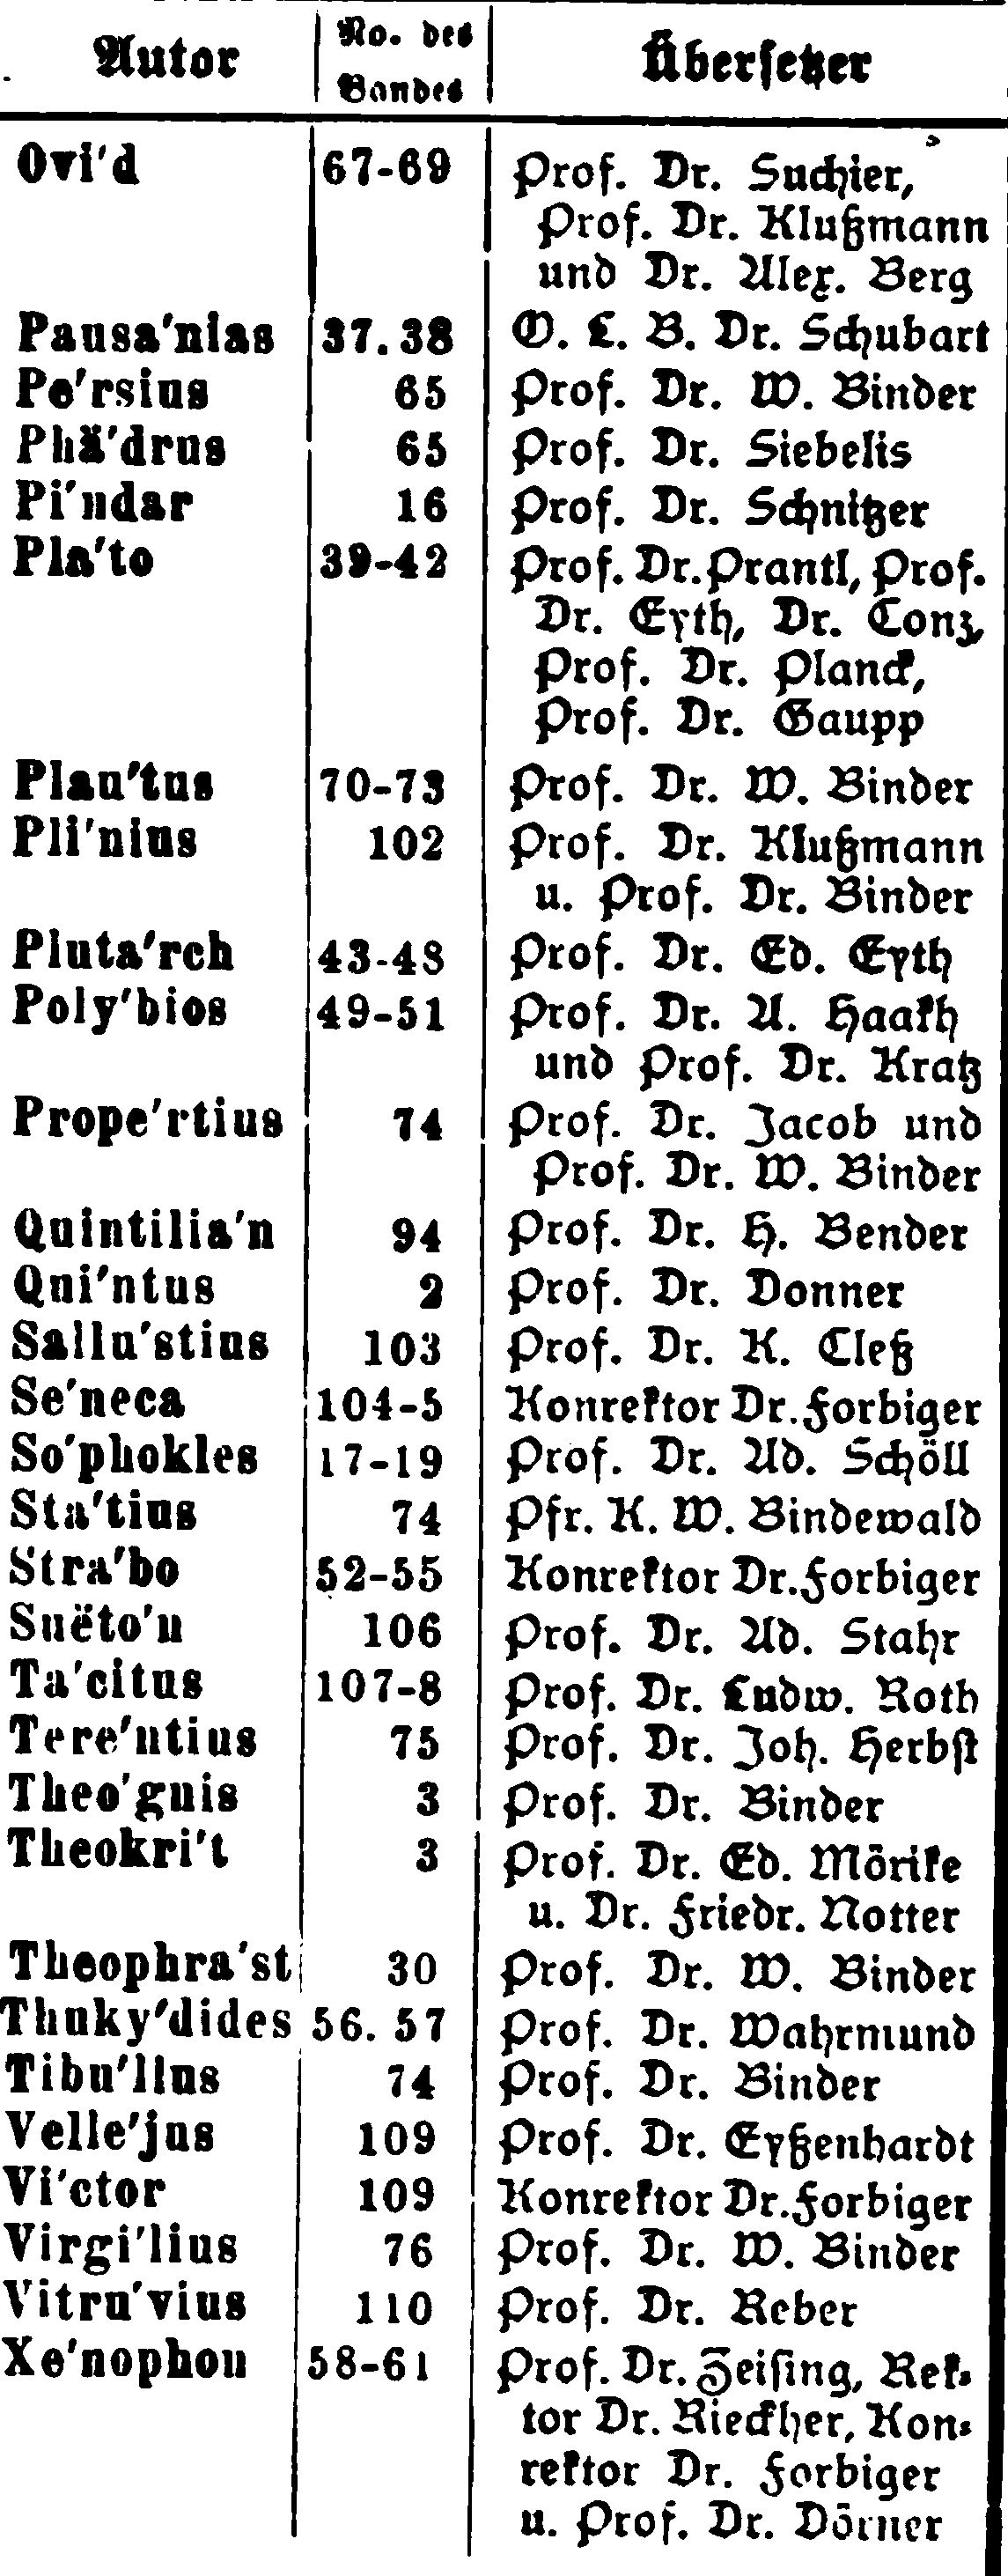 Autor No. des Übersetzer
Bandes
Ovi'd 67-69 Prof. Dr. Suchier,
Prof. Dr. Klußmann
und Dr. Alex. Berg
Pausa'nias 37. 38 O. L. B. Dr. Schubart
Pe'rsius 65 Prof. Dr. W. Binder
Phä'drus 65 Prof. Dr. Siebelis
Pi'ndar 16 Prof. Dr. Schnitzer
Pla'to 39-42 Prof. Dr. Prantl, Prof.
Dr. Eyth, Dr. Conz,
Prof. Dr. Planck,
Prof. Dr. Gaupp
Plau'tus 70-73 Prof. Dr. W. Binder
Pli'nius 102 Prof. Dr. Klußmann
u. Prof. Dr. Binder
Pluta'rch 43-48 Prof. Dr. Ed. Eyth
Poly'bios 49-51 Prof. Dr. A. Haakh
und Prof. Dr. Kratz
Prope'rtius 74 Prof. Dr. Jacob und
Prof. Dr. W. Binder
Quintilia'n 94 Prof. Dr. H. Bender
Qui'ntus 2 Prof. Dr. Donner
Sallu'stius 103 Prof. Dr. K. Cleß
Se'neca 104-5 Konrektor Dr. Forbiger
So'phokles 17-19 Prof. Dr. Ad. Schöll
Sta'tius 74 Pfr. K. W. Bindewald
Stra'bo 52-55 Konrektor Dr. Forbiger
Suëto'n 106 Prof. Dr. Ad. Stahr
Ta'citus 107-8 Prof. Dr. Ludw. Roth
Tere'ntius 75 Prof. Dr. Joh. Herbst
Theo'gnis 3 Prof. Dr. Binder
Theokri't 3 Prof. Dr. Ed. Mörike
u. Dr. Friedr. Notter
Theophra'st 30 Prof. Dr. W. Binder
Thuky'dides 56. 57 Prof. Dr. Wahrmund
Tibu'llus 74 Prof. Dr. Binder
Velle'jus 109 Prof. Dr. Eyßenhardt
Vi'ctor 109 Konrektor Dr. Forbiger
Virgi'lius 76 Prof. Dr. W. Binder
Vitru'vius 110 Prof. Dr. Reber
Xe'nophon 58-61 Prof. Dr. Zeising, Rek-
tor Dr. Rieckher, Kon-
rektor Dr. Forbiger
u. Prof. Dr. Dörner